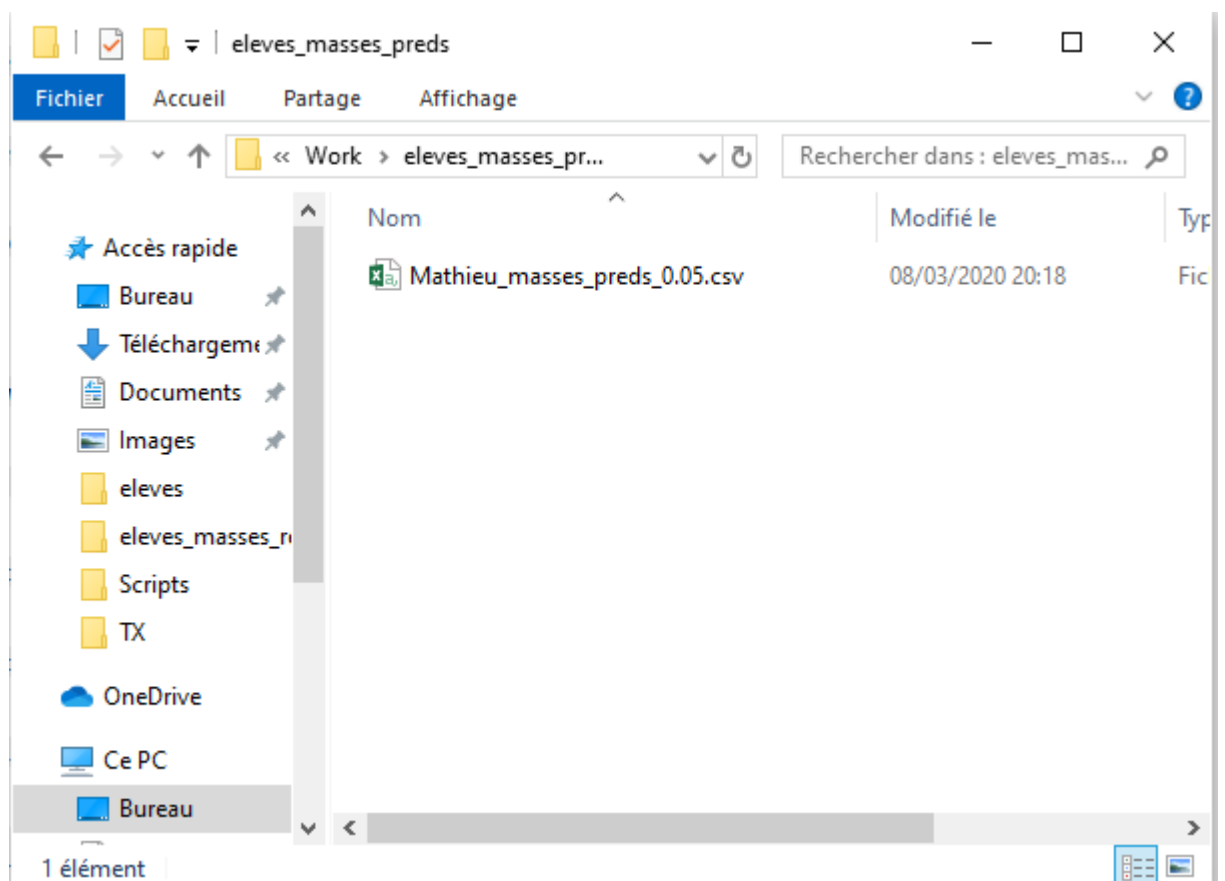 eleves_masses_preds
Fichier Accueil Partage Affichage
« Work > eleves_masses_pr... Rechercher dans : eleves_mas...
Nom Modifié le Typ
Accès rapide
Mathieu_masses_preds_0.05.csv 08/03/2020 20:18 Fic
Bureau
Téléchargeme
Documents
Images
eleves
eleves_masses_r
Scripts
TX
OneDrive
Ce PC
Bureau
1 élément